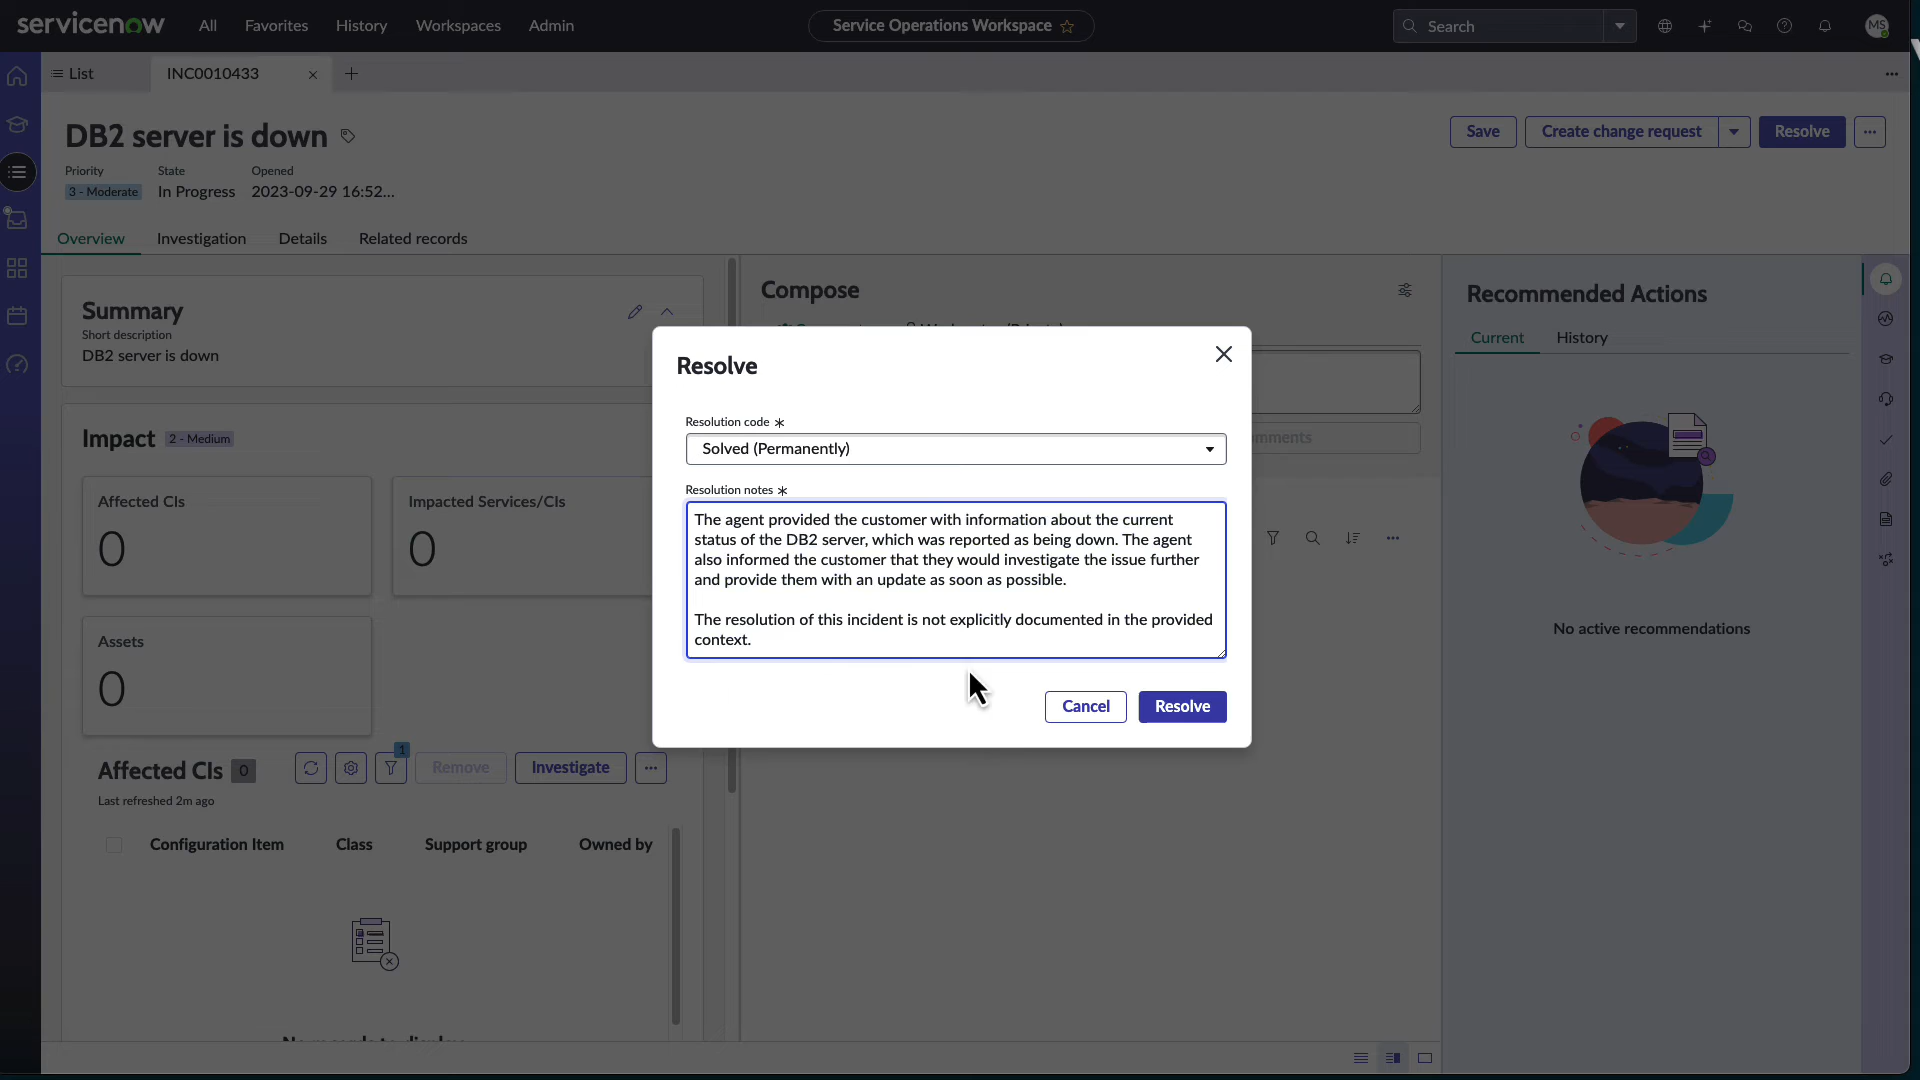 servicenow
All
Favorites
History
Workspaces
Admin
Service Operations Workspace
Search
MS
List
INC0010433
DB2 server is down
Save
Create change request
Resolve
Priority
State
Opened
3 - Moderate
In Progress
2023-09-29 16:52...
Overview
Investigation
Details
Related records
Summary
Short description
DB2 server is down
Impact
2 - Medium
Affected CIs
0
Impacted Services/CIs
0
Assets
0
Affected CIs 0
1
Remove
Investigate
Last refreshed 2m ago
Configuration Item
Class
Support group
Owned by
Compose
Resolve
Resolution code *
Solved (Permanently)
Resolution notes *
The agent provided the customer with information about the current
status of the DB2 server, which was reported as being down. The agent
also informed the customer that they would investigate the issue further
and provide them with an update as soon as possible.
The resolution of this incident is not explicitly documented in the provided
context.
Cancel
Resolve
Recommended Actions
Current
History
No active recommendations